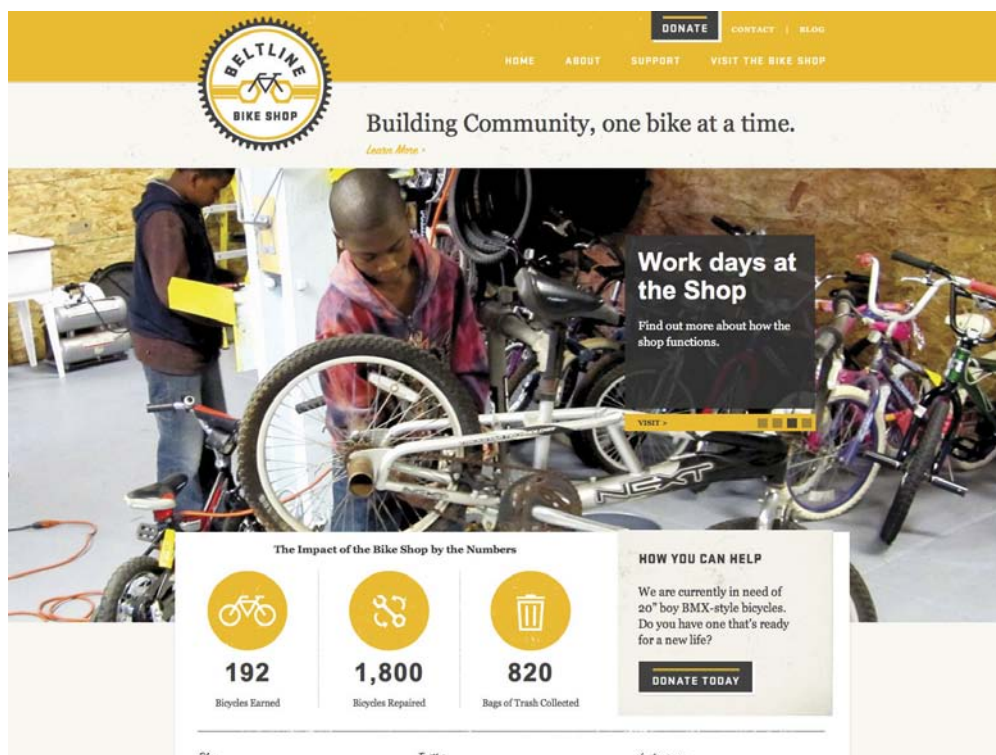 DONATE
CONTACT | BLOG
HOME ABOUT SUPPORT VISIT THE BIKE SHOP
BELTLINE
BIKE SHOP
Building Community, one bike at a time.
Learn More >
Work days at
the Shop
Find out more about how the
shop functions.
VISIT >
NEXT
The Impact of the Bike Shop by the Numbers
192
Bicycles Earned
1,800
Bicycles Repaired
820
Bags of Trash Collected
HOW YOU CAN HELP
We are currently in need of
20" boy BMX-style bicycles.
Do you have one that's ready
for a new life?
DONATE TODAY